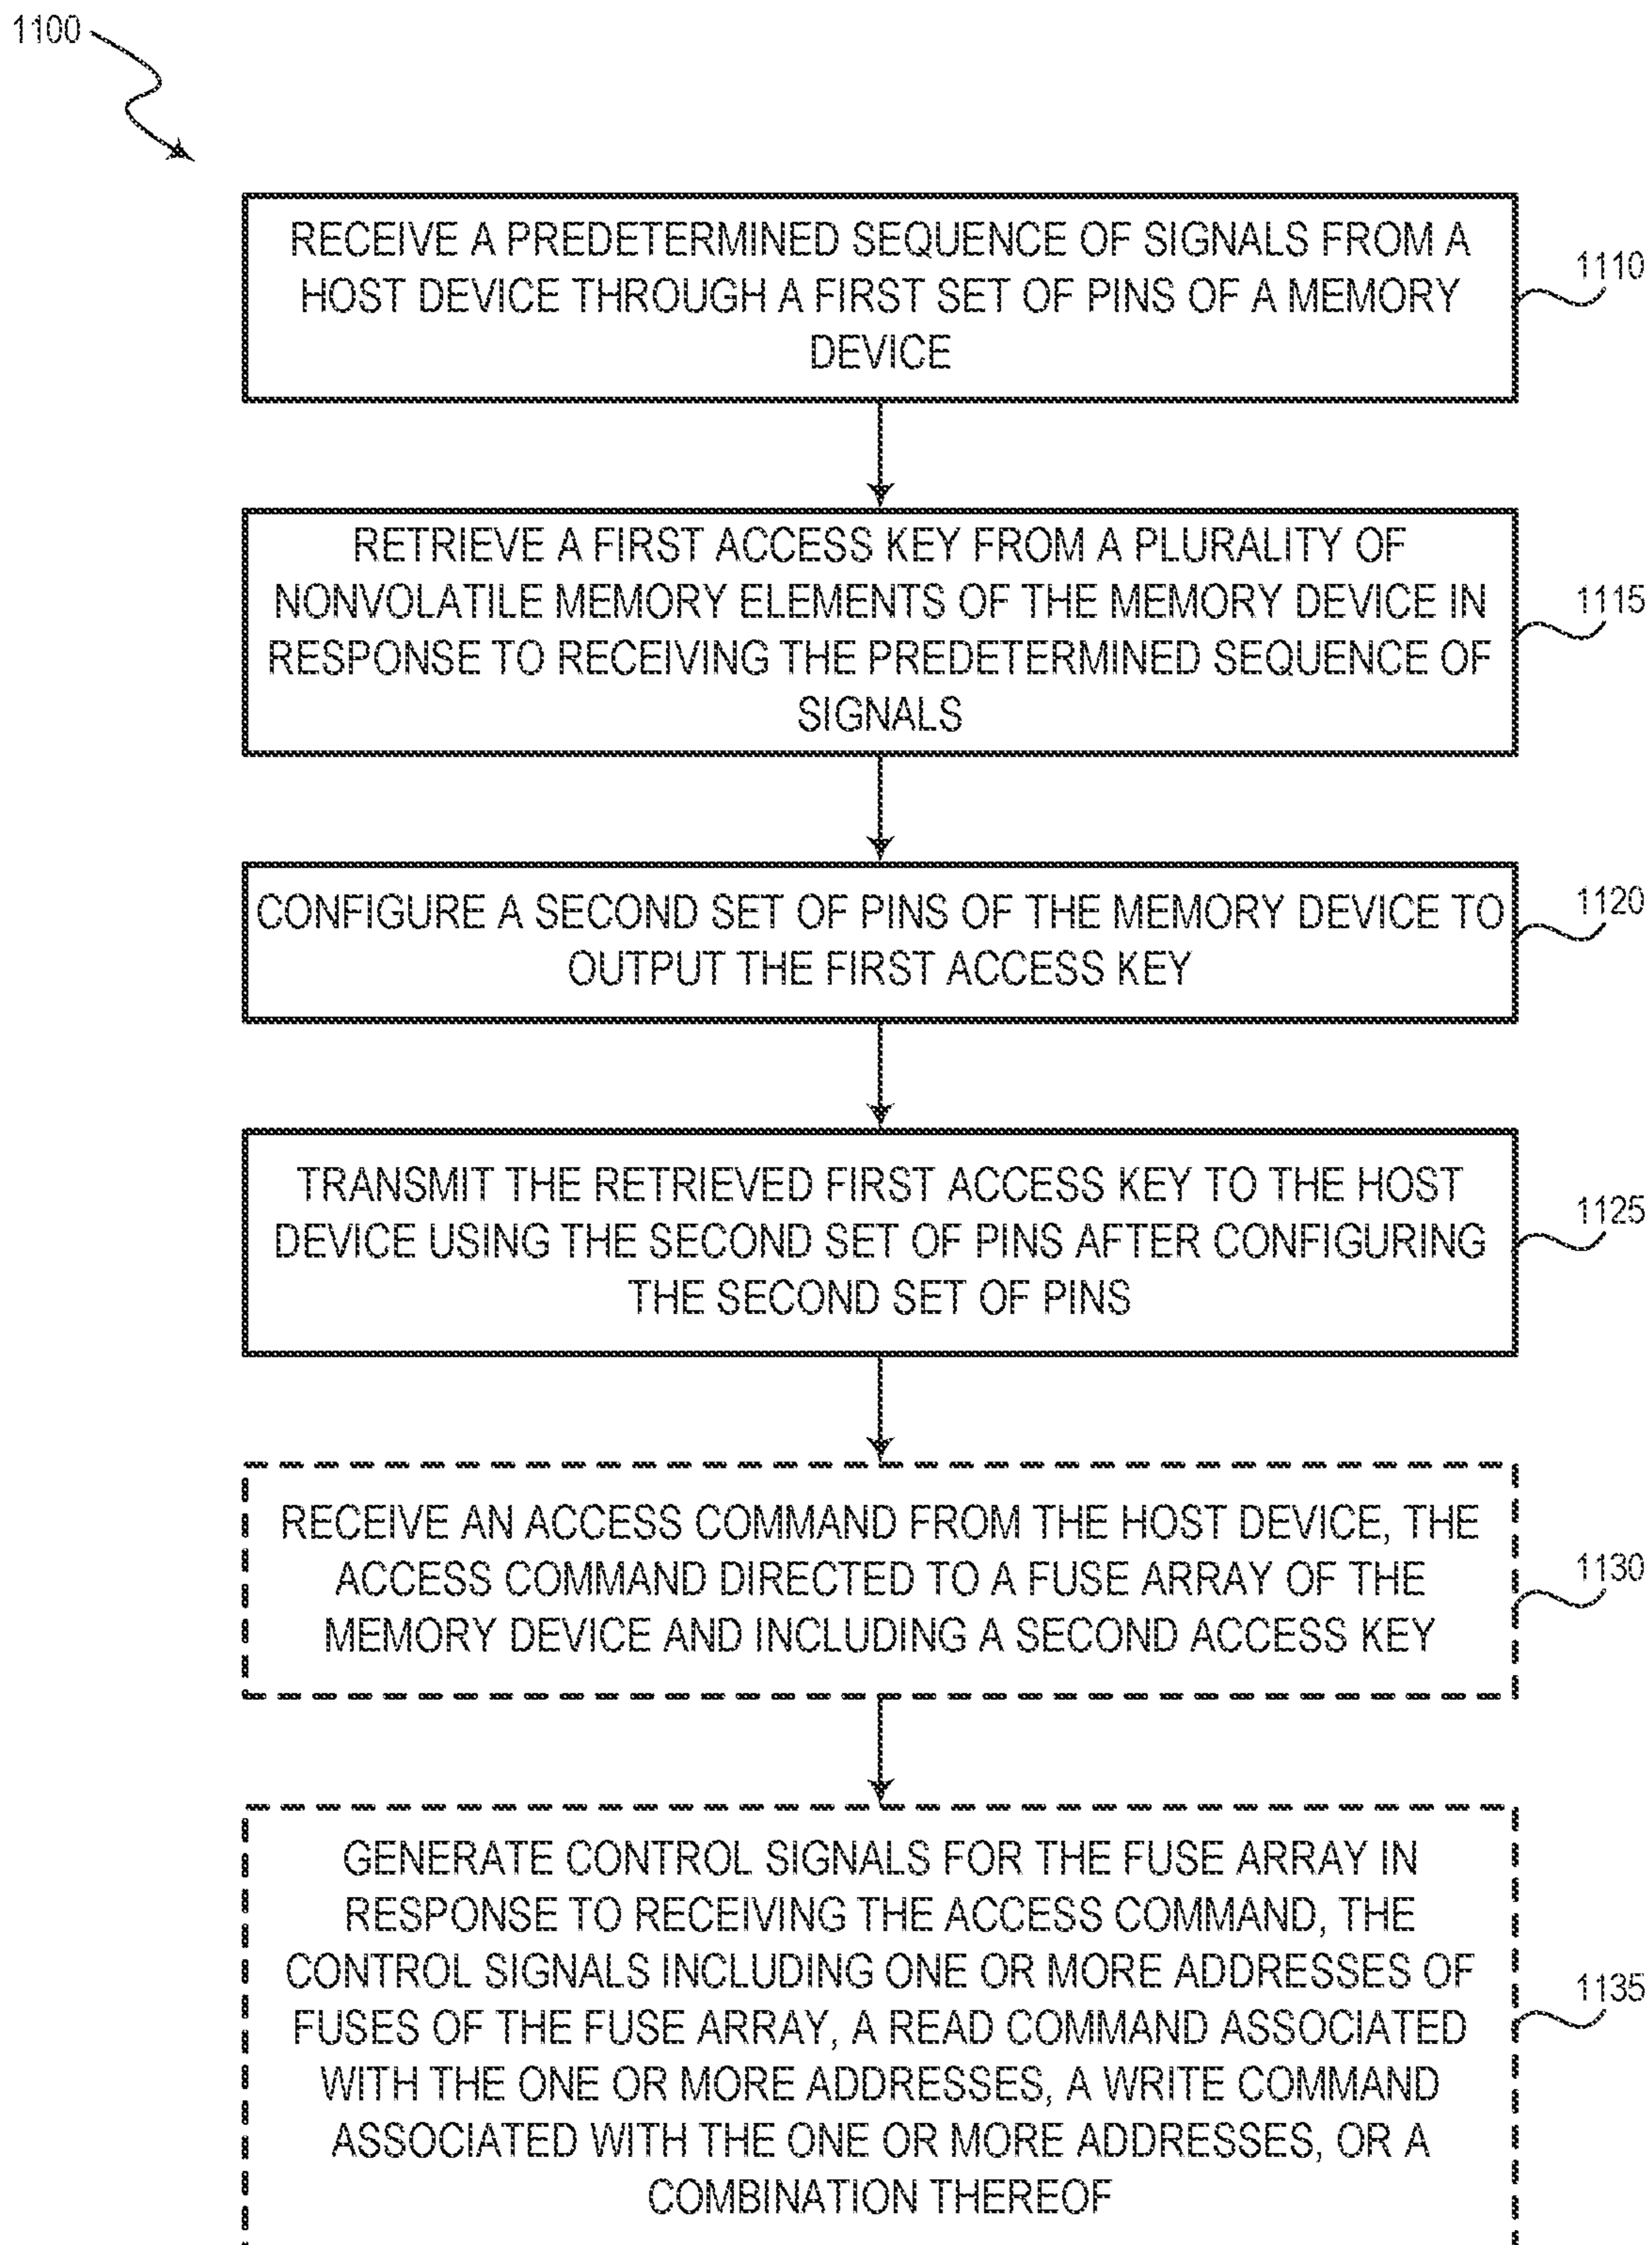 1100
RECEIVE A PREDETERMINED SEQUENCE OF SIGNALS FROM A
HOST DEVICE THROUGH A FIRST SET OF PINS OF A MEMORY
DEVICE
1110
RETRIEVE A FIRST ACCESS KEY FROM A PLURALITY OF
NONVOLATILE MEMORY ELEMENTS OF THE MEMORY DEVICE IN
RESPONSE TO RECEIVING THE PREDETERMINED SEQUENCE OF
SIGNALS
1115
CONFIGURE A SECOND SET OF PINS OF THE MEMORY DEVICE TO
OUTPUT THE FIRST ACCESS KEY
1120
TRANSMIT THE RETRIEVED FIRST ACCESS KEY TO THE HOST
DEVICE USING THE SECOND SET OF PINS AFTER CONFIGURING
THE SECOND SET OF PINS
1125
RECEIVE AN ACCESS COMMAND FROM THE HOST DEVICE, THE
ACCESS COMMAND DIRECTED TO A FUSE ARRAY OF THE
MEMORY DEVICE AND INCLUDING A SECOND ACCESS KEY
1130
GENERATE CONTROL SIGNALS FOR THE FUSE ARRAY IN
RESPONSE TO RECEIVING THE ACCESS COMMAND, THE
CONTROL SIGNALS INCLUDING ONE OR MORE ADDRESSES OF
FUSES OF THE FUSE ARRAY, A READ COMMAND ASSOCIATED
WITH THE ONE OR MORE ADDRESSES, A WRITE COMMAND
ASSOCIATED WITH THE ONE OR MORE ADDRESSES, OR A
COMBINATION THEREOF
1135